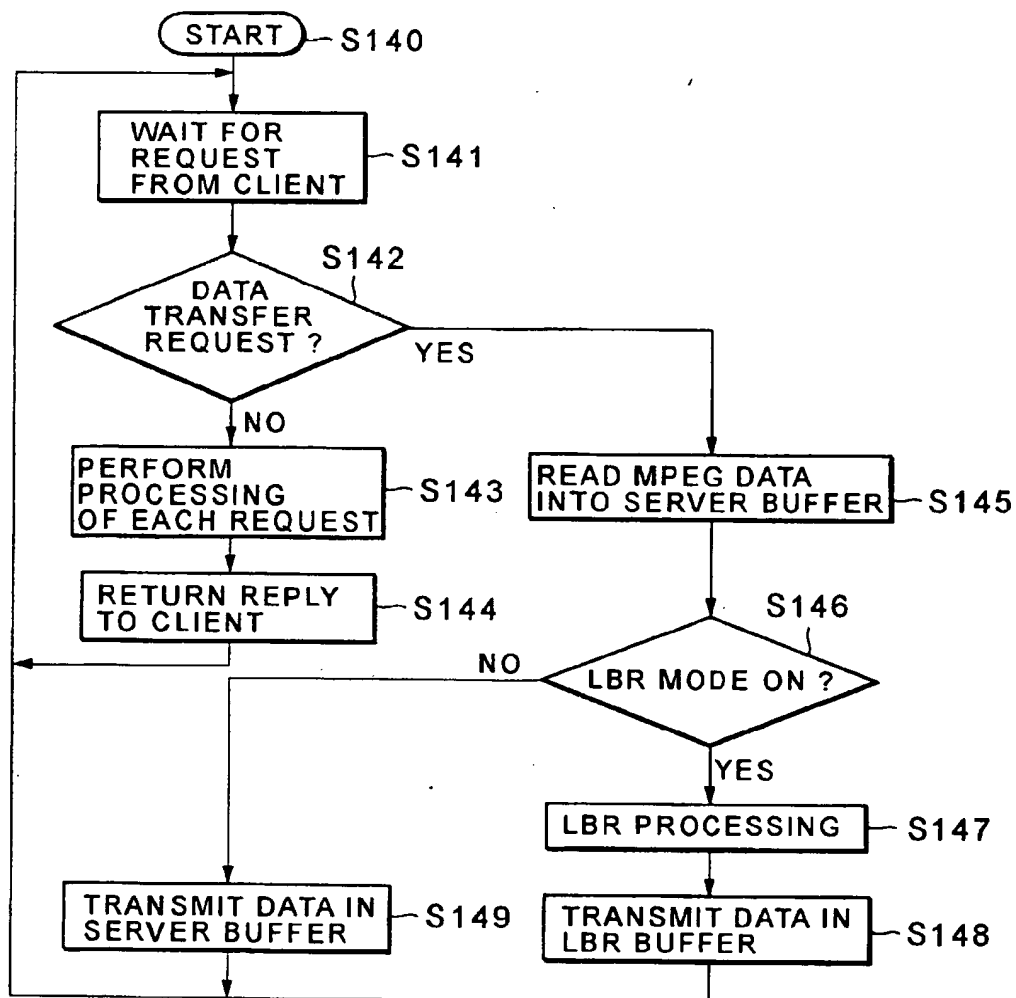 START
S140
WAIT FOR
REQUEST
FROM CLIENT
S141
S142
DATA
TRANSFER
REQUEST ?
YES
NO
PERFORM
PROCESSING
OF EACH REQUEST
S143
READ MPEG DATA
INTO SERVER BUFFER
S145
RETURN REPLY
TO CLIENT
S144
S146
NO
LBR MODE ON ?
YES
LBR PROCESSING
S147
TRANSMIT DATA IN
SERVER BUFFER
S149
TRANSMIT DATA IN
LBR BUFFER
S148